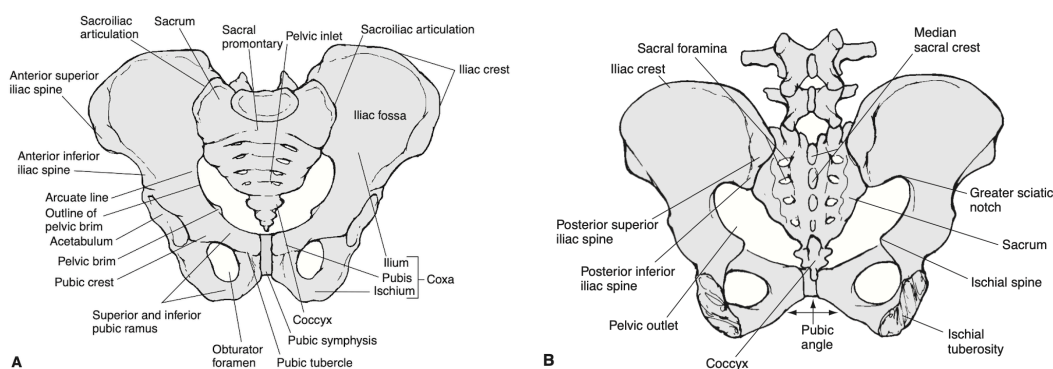 Sacroiliac
articulation
Sacrum
Sacral
promontary
Pelvic inlet
Sacroiliac articulation
Iliac crest
Anterior superior
iliac spine
Iliac fossa
Anterior inferior
iliac spine
Arcuate line
Outline of
pelvic brim
Acetabulum
Pelvic brim
Pubic crest
Ilium
Pubis
Ischium
Coxa
Superior and inferior
pubic ramus
Coccyx
Pubic symphysis
Obturator
foramen
Pubic tubercle
A
Sacral foramina
Iliac crest
Median
sacral crest
Greater sciatic
notch
Posterior superior
iliac spine
Sacrum
Posterior inferior
iliac spine
Ischial spine
Pelvic outlet
Pubic
angle
Ischial
tuberosity
Coccyx
B